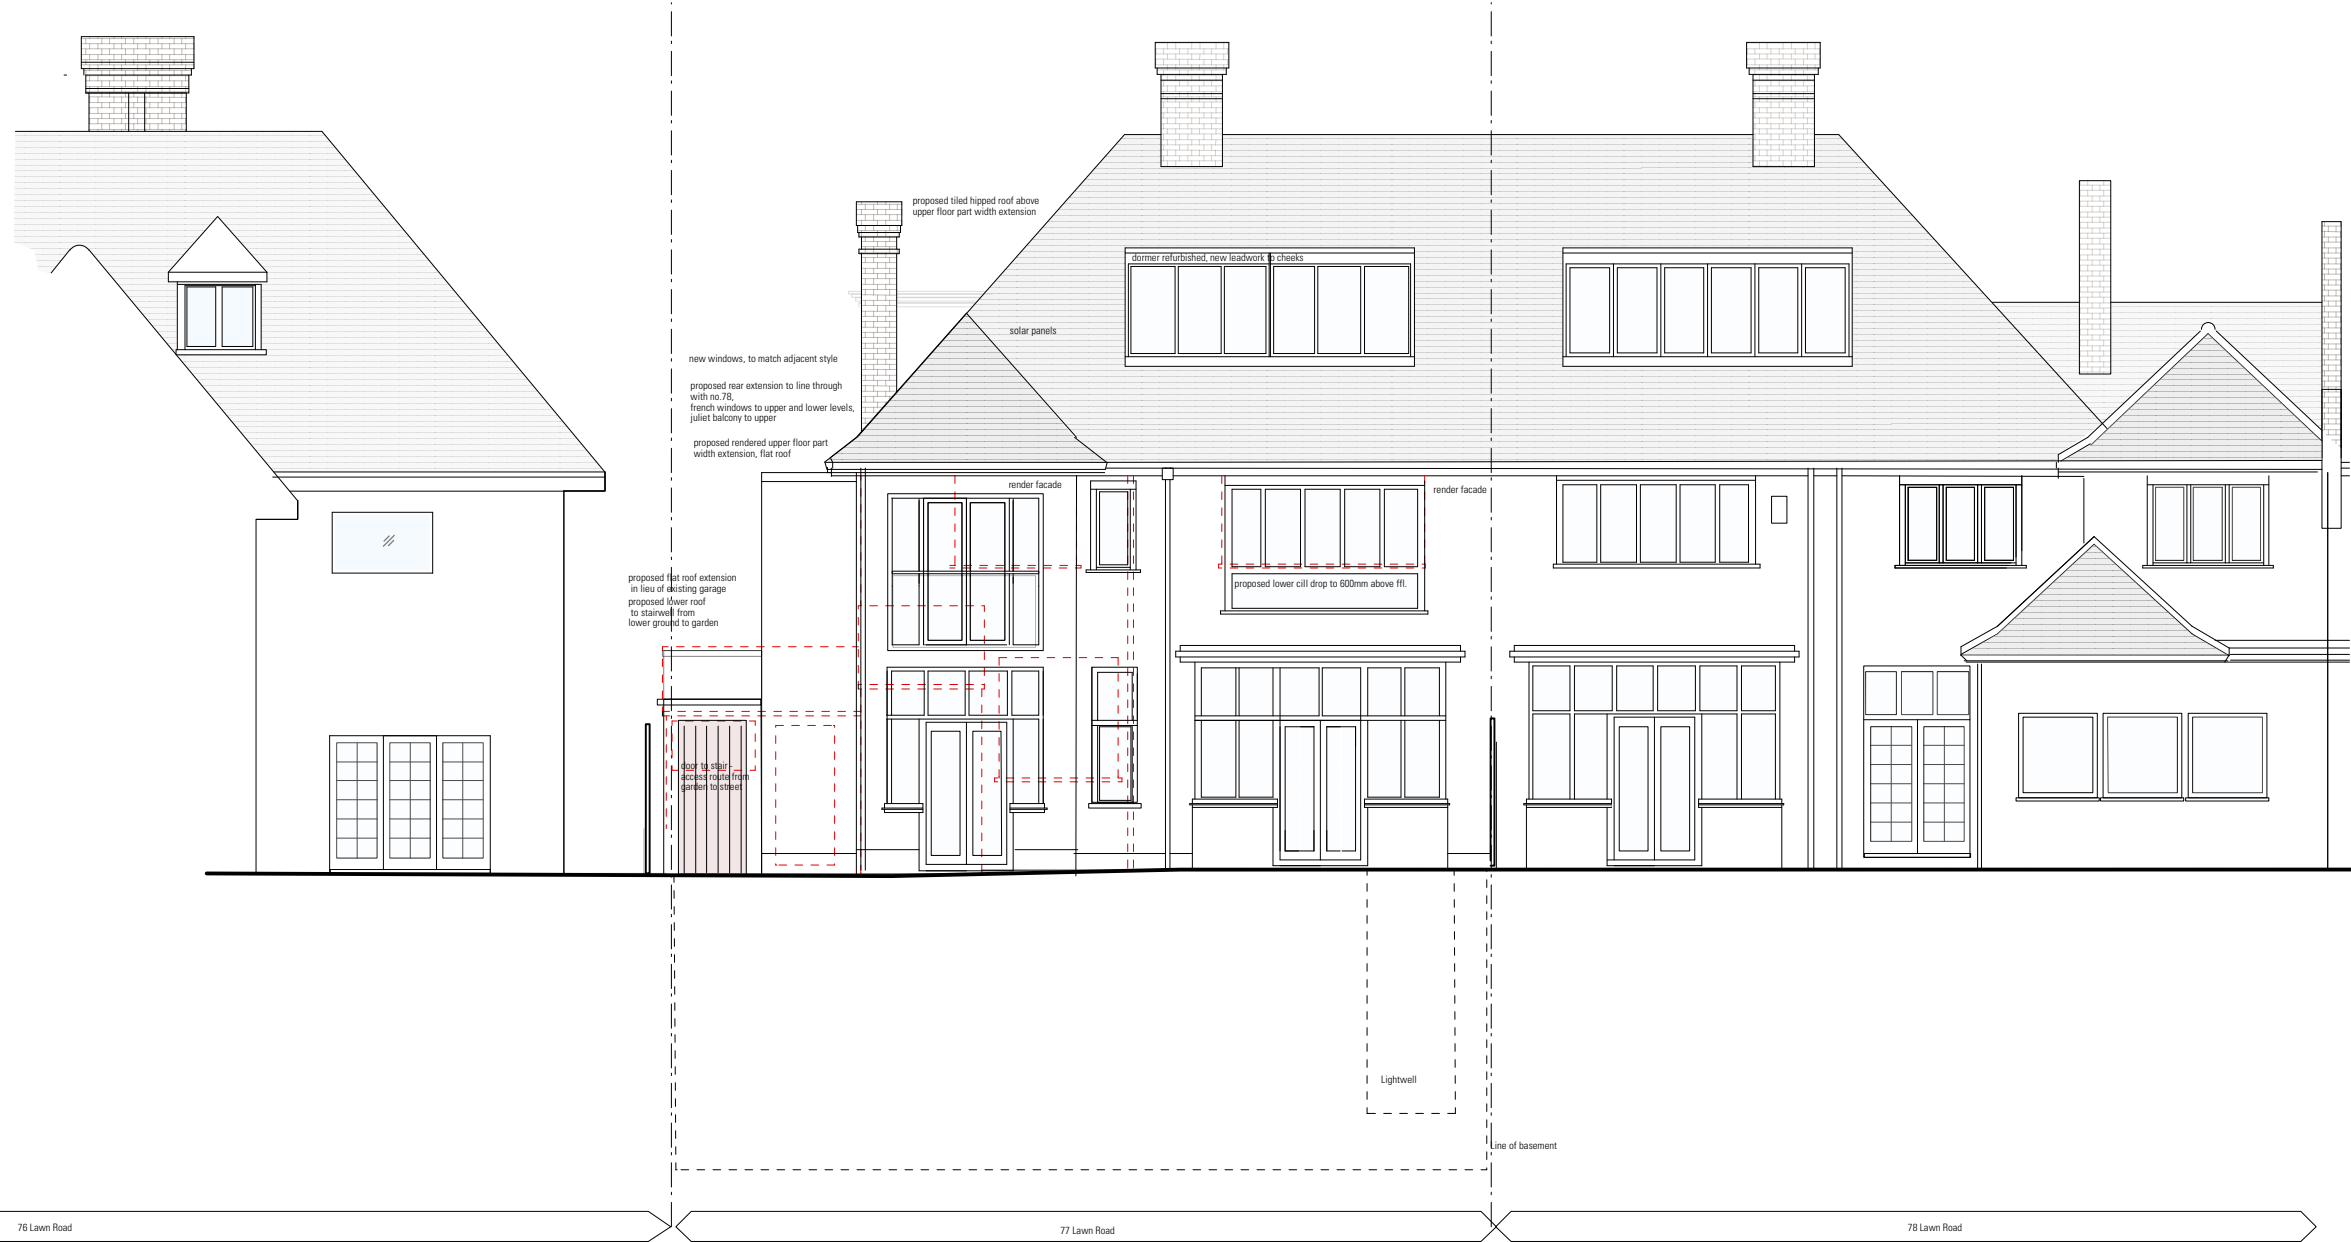 proposed tiled hipped roof above
upper floor part width extension
dormer refurbished, new leadwork to cheeks
solar panels
new windows, to match adjacent style
proposed rear extension to line through
with no.78,
french windows to upper and lower levels,
juliet balcony to upper
proposed rendered upper floor part
width extension, flat roof
render facade
render facade
proposed flat roof extension
in lieu of existing garage
proposed lower roof
to stairwell from
lower ground to garden
proposed lower cill drop to 600mm above ffl.
door to stair -
access route from
garden to street
Lightwell
Line of basement
76 Lawn Road
77 Lawn Road
78 Lawn Road